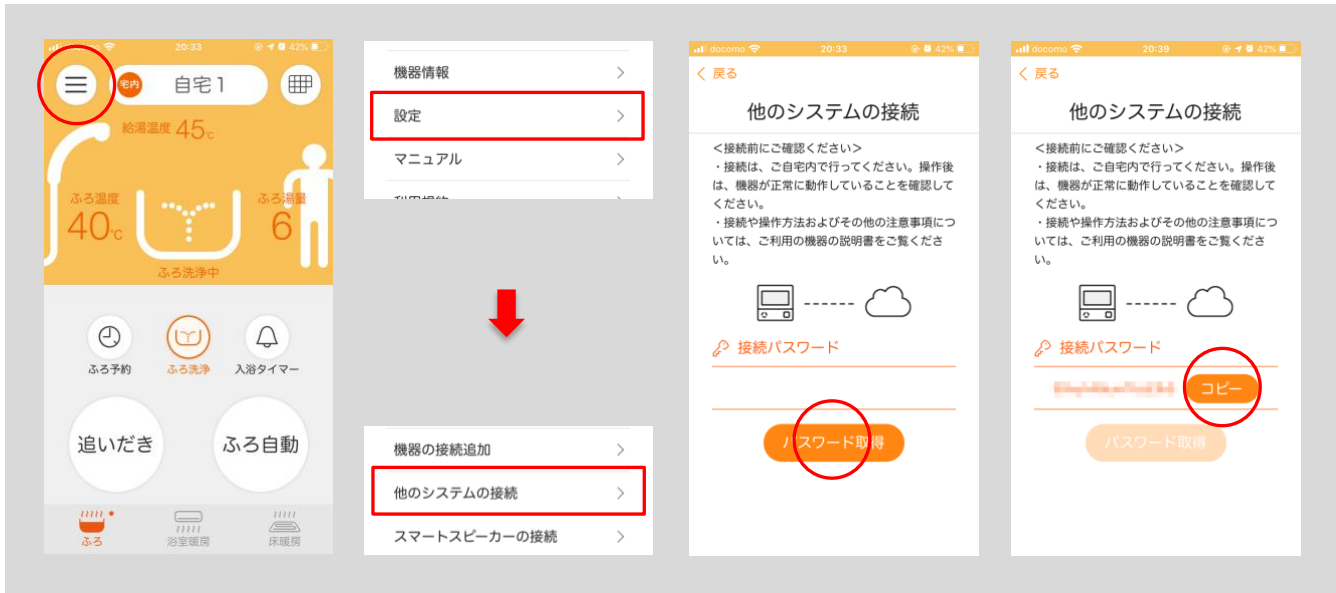 20:33
42%
宅内
自宅1
給湯温度 45℃
ふろ温度
40℃
ふろ湯量
6
ふろ洗浄中
ふろ予約
ふろ洗浄
入浴タイマー
追いだき
ふろ自動
ふろ
浴室暖房
床暖房
機器情報
設定
マニュアル
機器の接続追加
他のシステムの接続
スマートスピーカーの接続
docomo 20:33 42%
戻る
他のシステムの接続
＜接続前にご確認ください＞
・接続は、ご自宅内で行ってください。操作後
は、機器が正常に動作していることを確認して
ください。
・接続や操作方法およびその他の注意事項につ
いては、ご利用の機器の説明書をご覧くださ
い。
接続パスワード
パスワード取得
docomo 20:39 42%
戻る
他のシステムの接続
＜接続前にご確認ください＞
・接続は、ご自宅内で行ってください。操作後
は、機器が正常に動作していることを確認して
ください。
・接続や操作方法およびその他の注意事項につ
いては、ご利用の機器の説明書をご覧くださ
い。
接続パスワード
コピー
パスワード取得